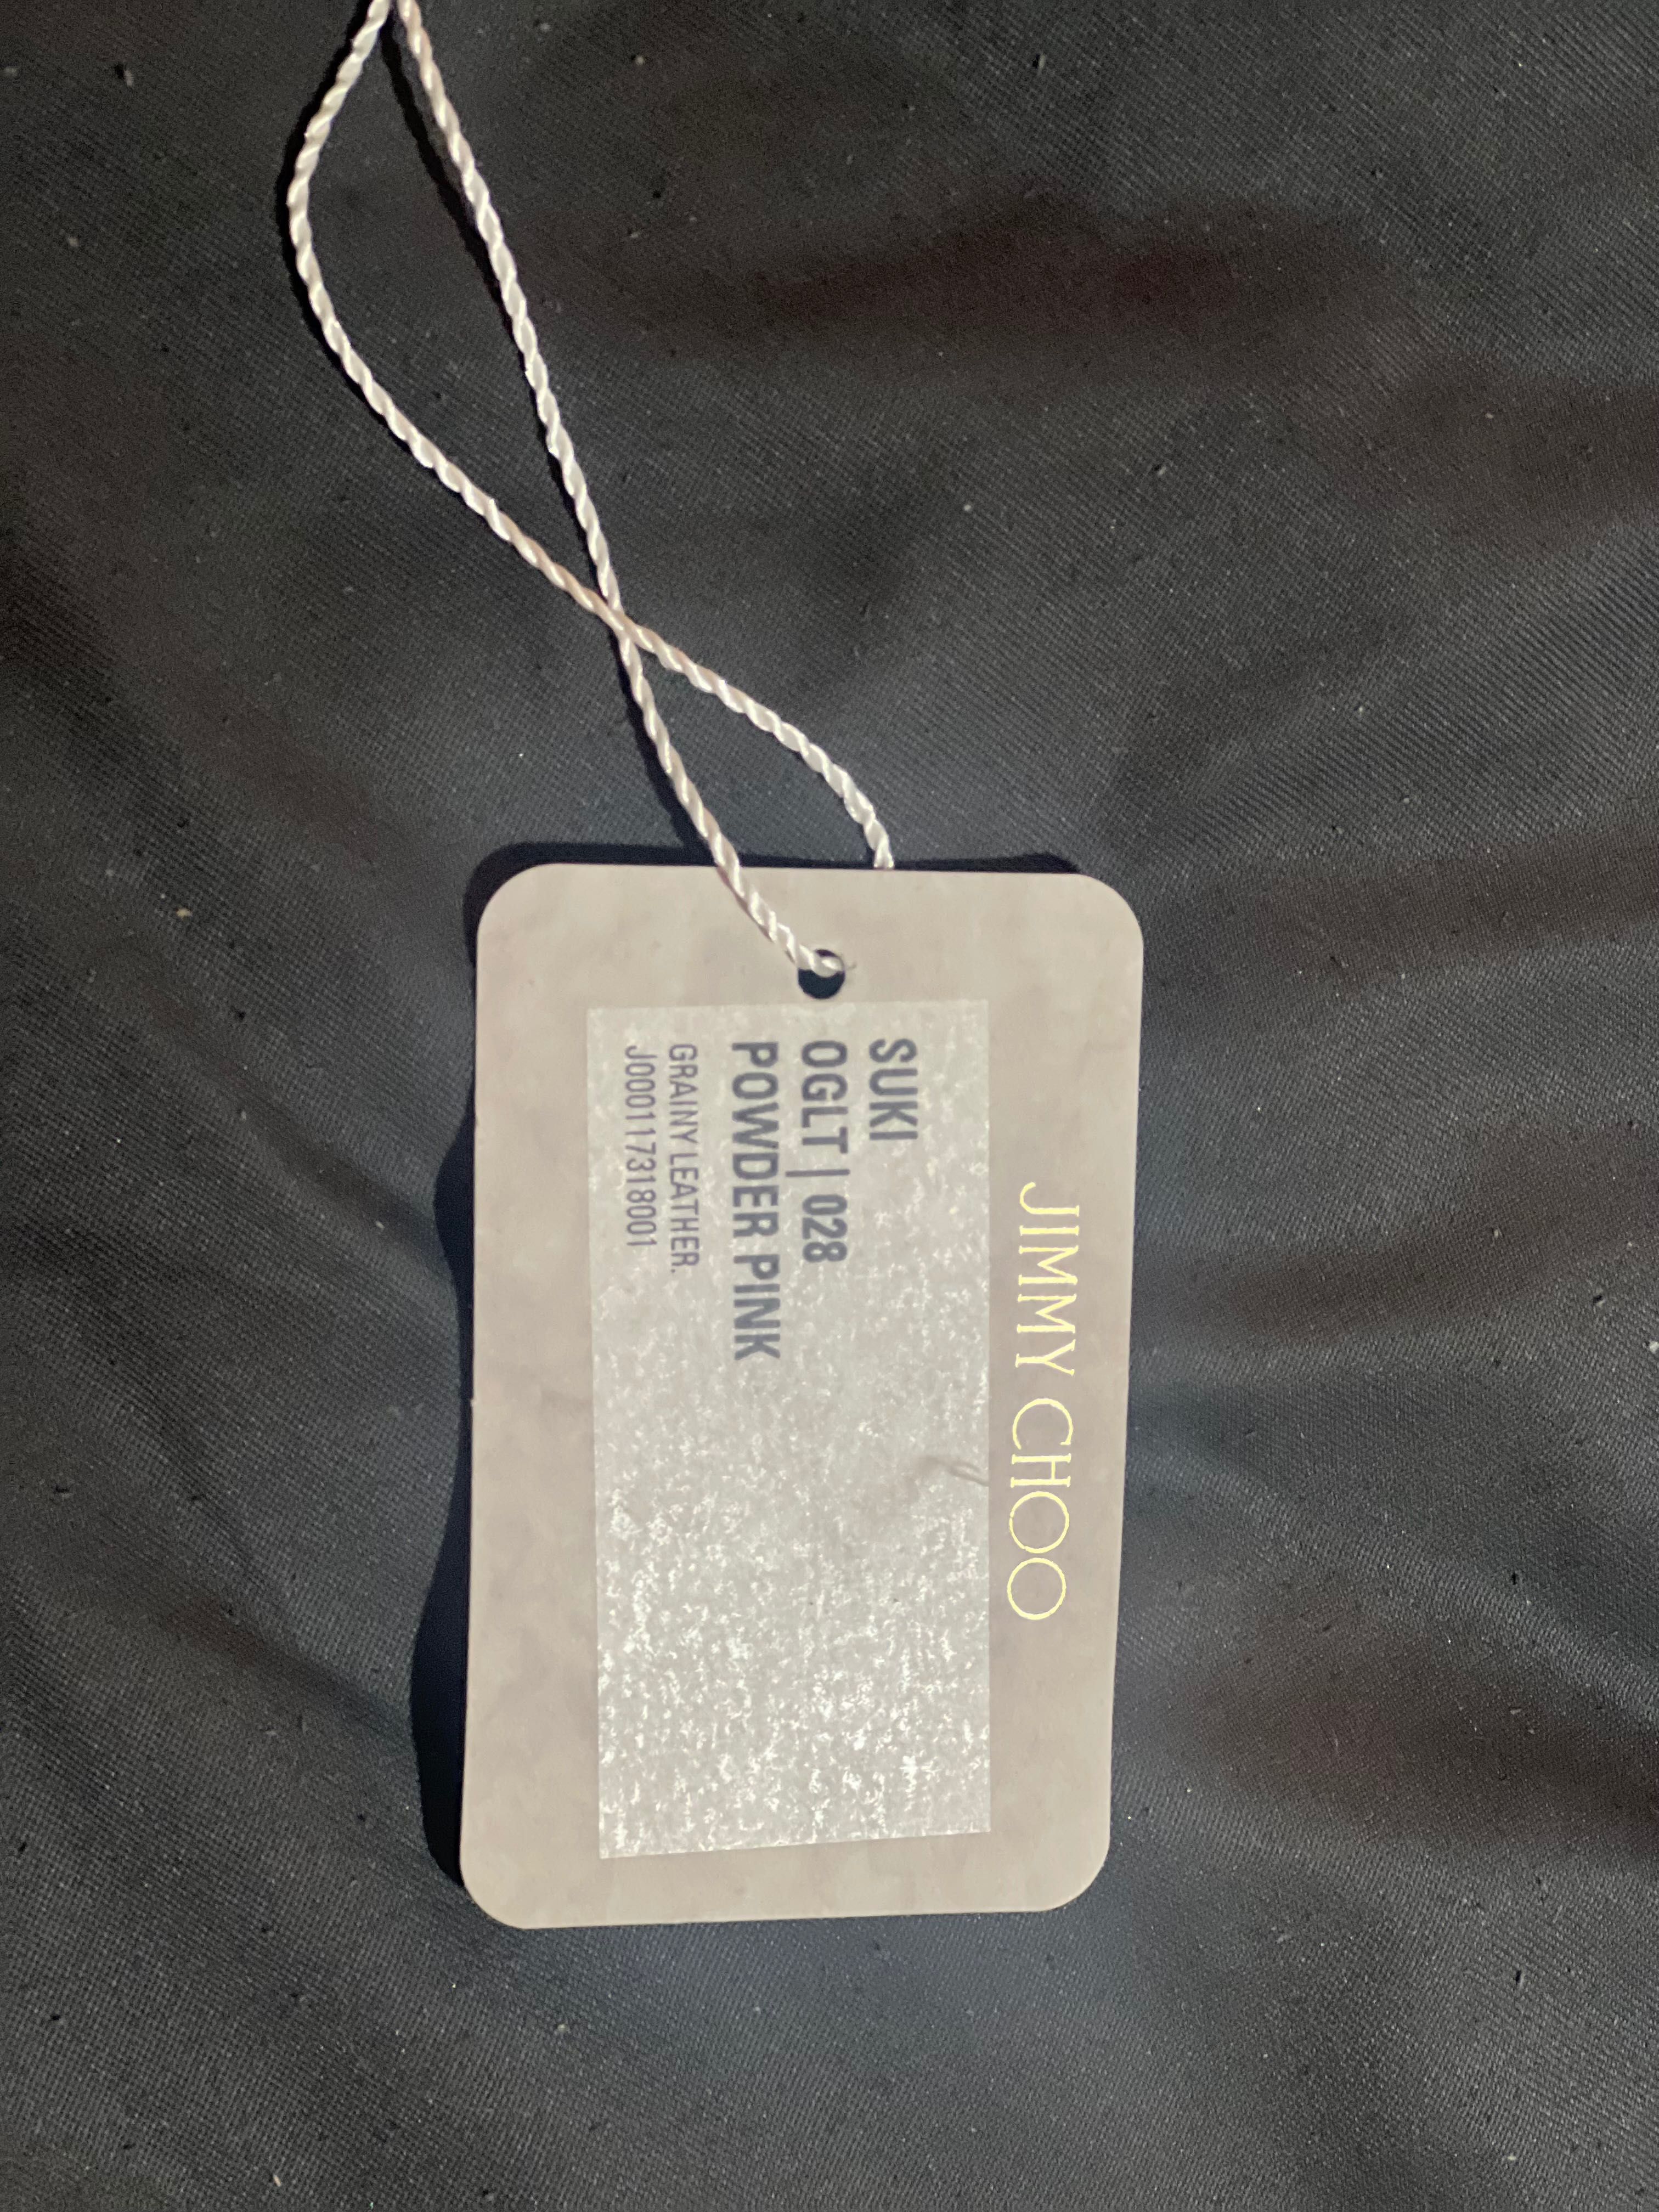 JIMMY CHOO
SUKI
OGLT | 028
POWDER PINK
GRAINY LEATHER.
J000117318001